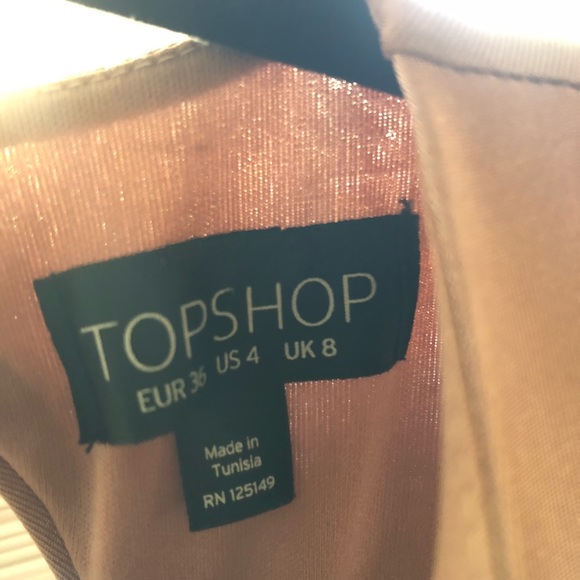 TOPSHOP
EUR 36 US 4 UK 8
Made in
Tunisia
RN 125149